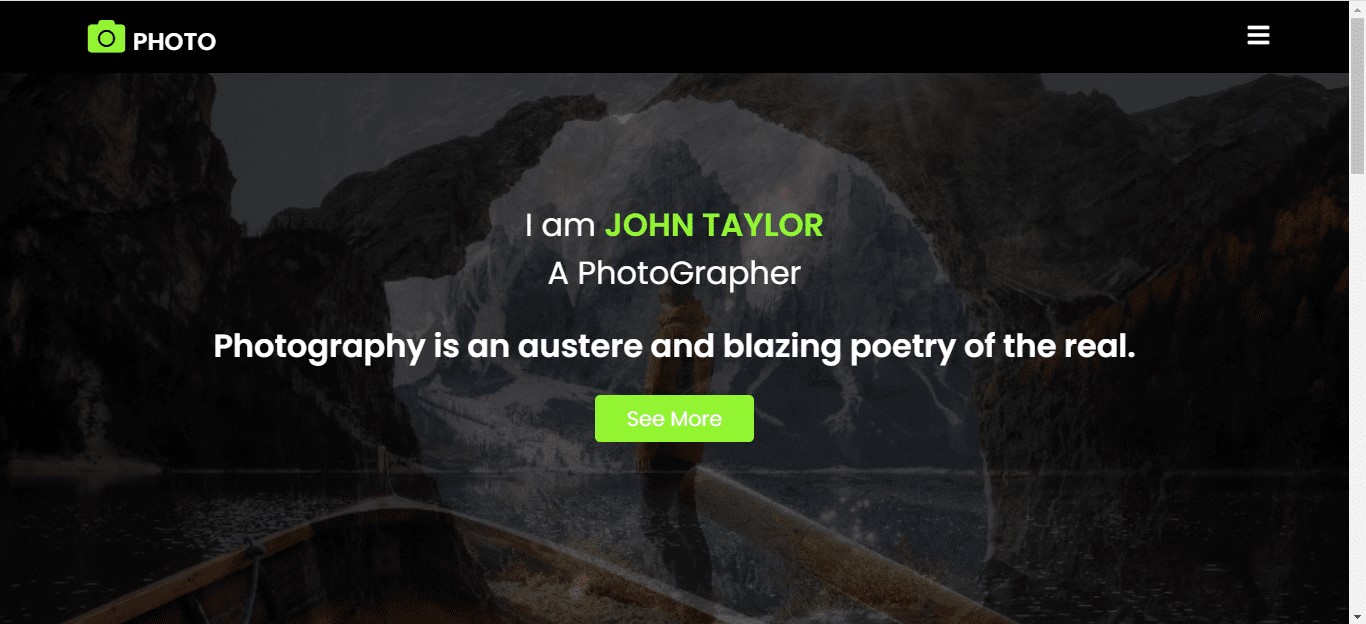 PHOTO
I am JOHN TAYLOR
A PhotoGrapher
Photography is an austere and blazing poetry of the real.
See More